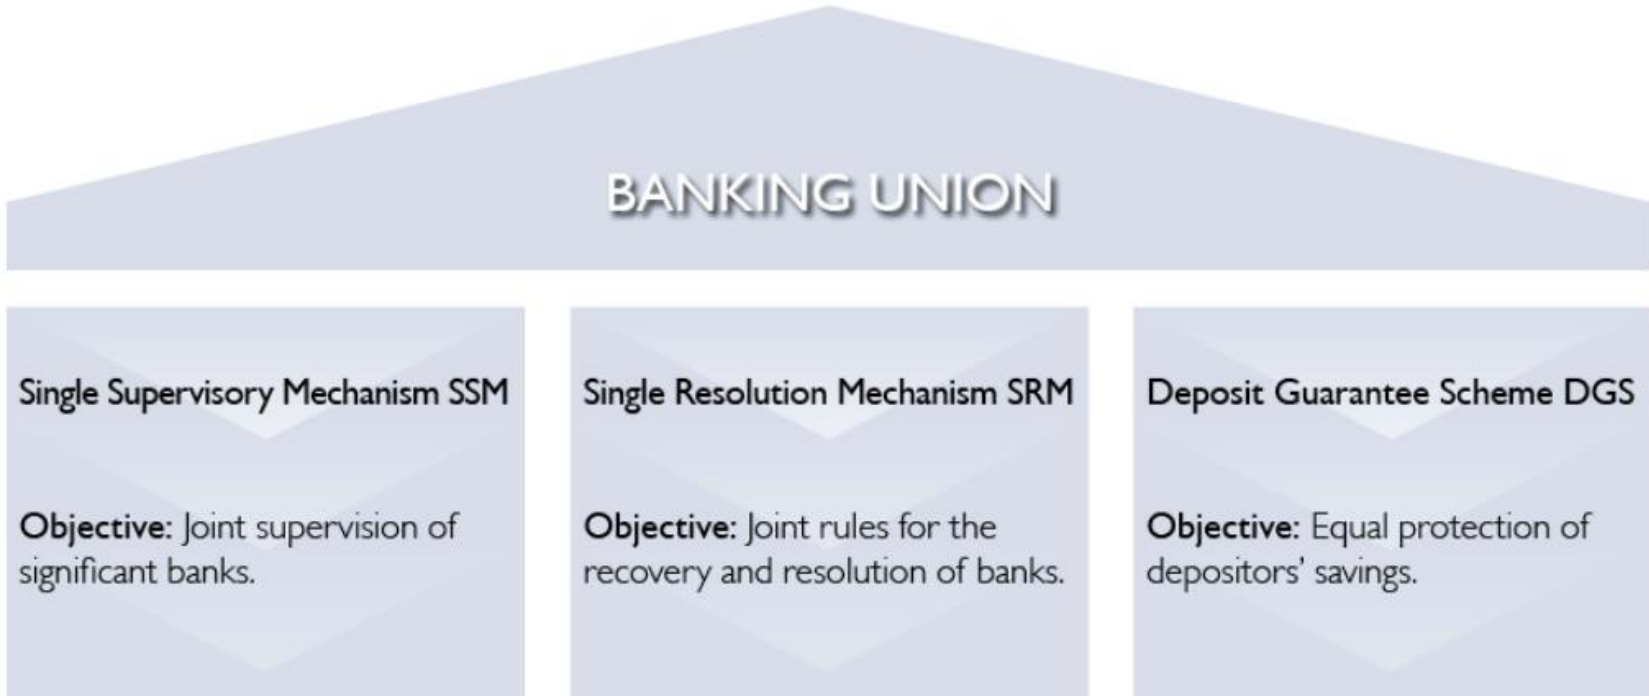 BANKING UNION
Single Supervisory Mechanism SSM
Objective: Joint supervision of
significant banks.
Single Resolution Mechanism SRM
Objective: Joint rules for the
recovery and resolution of banks.
Deposit Guarantee Scheme DGS
Objective: Equal protection of
depositors’ savings.